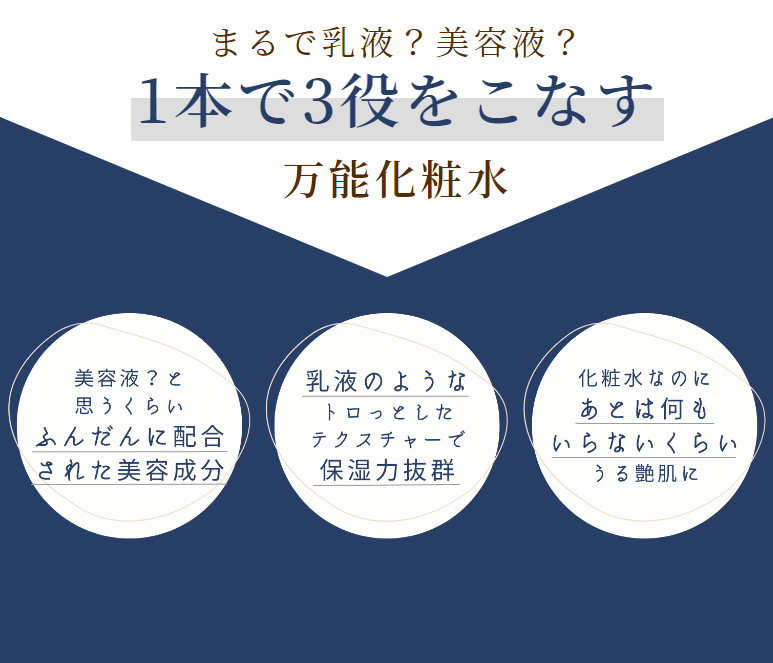 まるで乳液？美容液？
1本で3役をこなす
万能化粧水
美容液？と
思うくらい
ふんだんに配合
された美容成分
乳液のような
トロっとした
テクスチャーで
保湿力抜群
化粧水なのに
あとは何も
いらないくらい
うる艶肌に